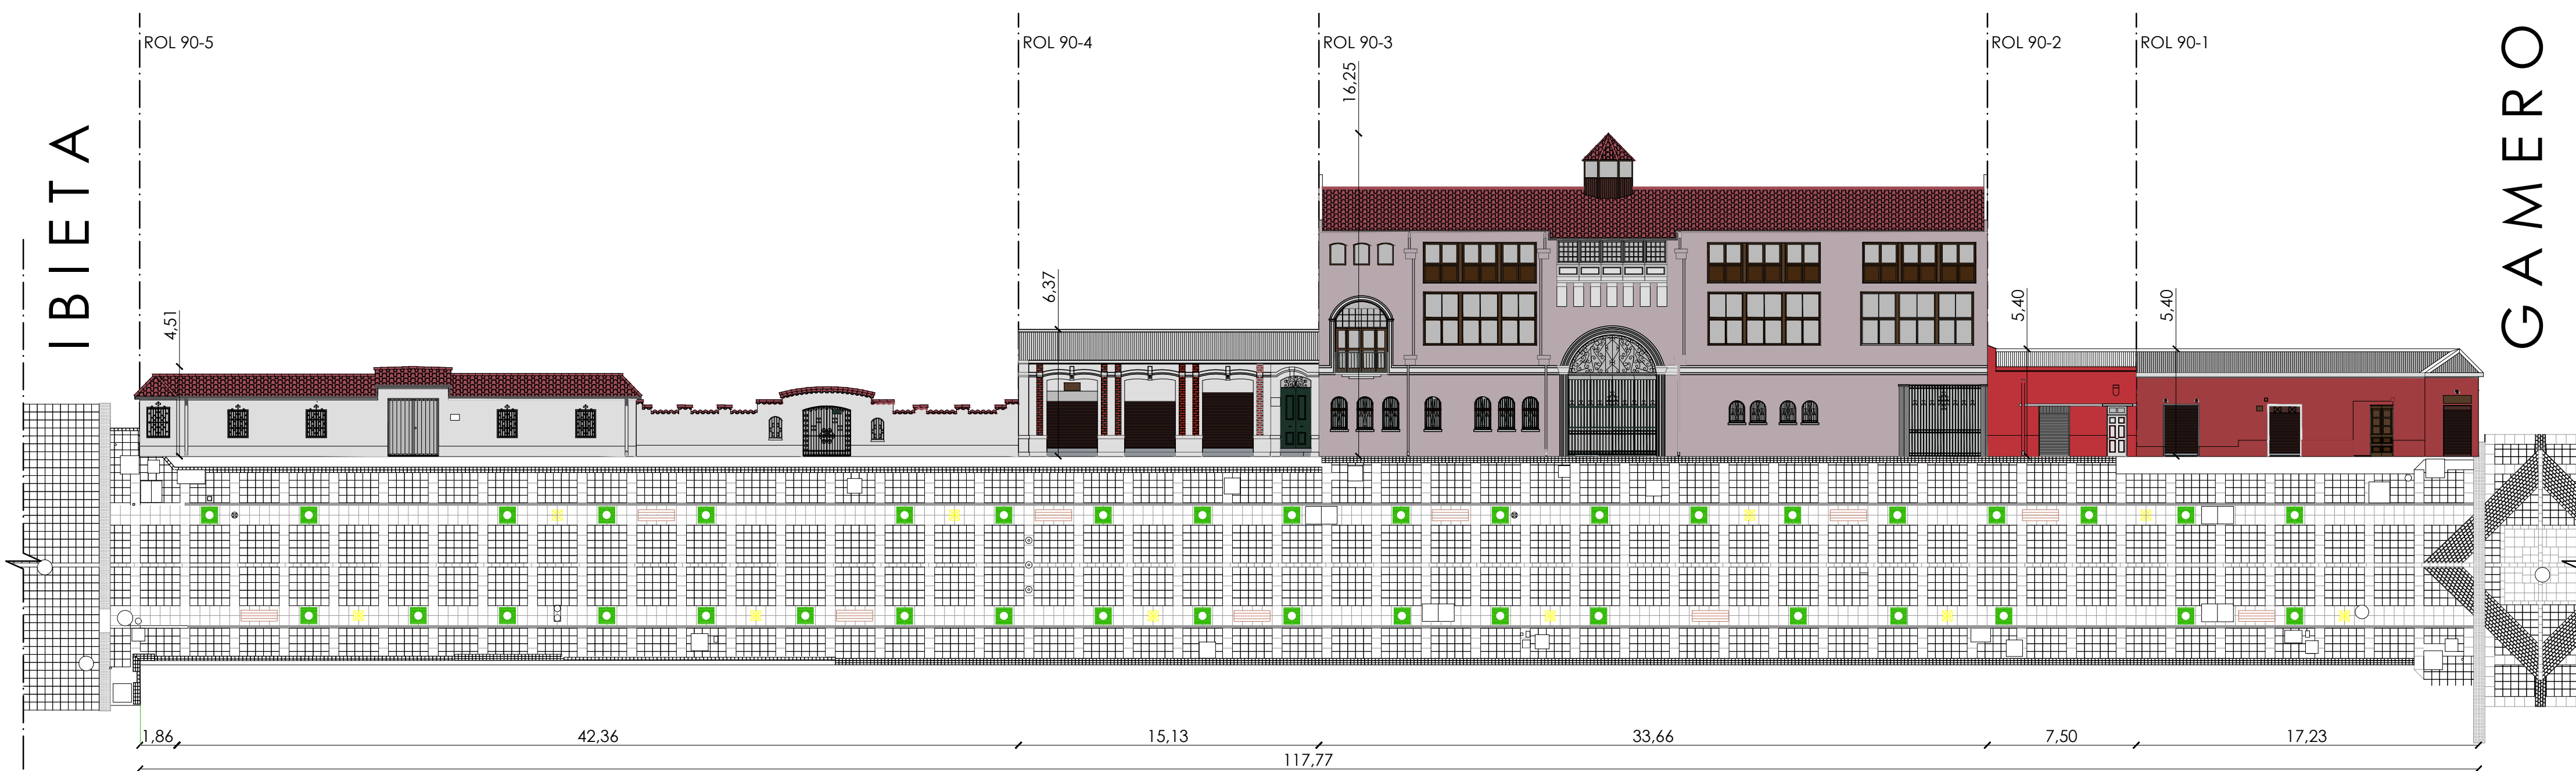 IBIETA
ROL 90-5
ROL 90-4
ROL 90-3
ROL 90-2
ROL 90-1
GAMERO
16,25
6,37
4,51
5,40
5,40
1,86
42,36
15,13
33,66
7,50
17,23
117,77